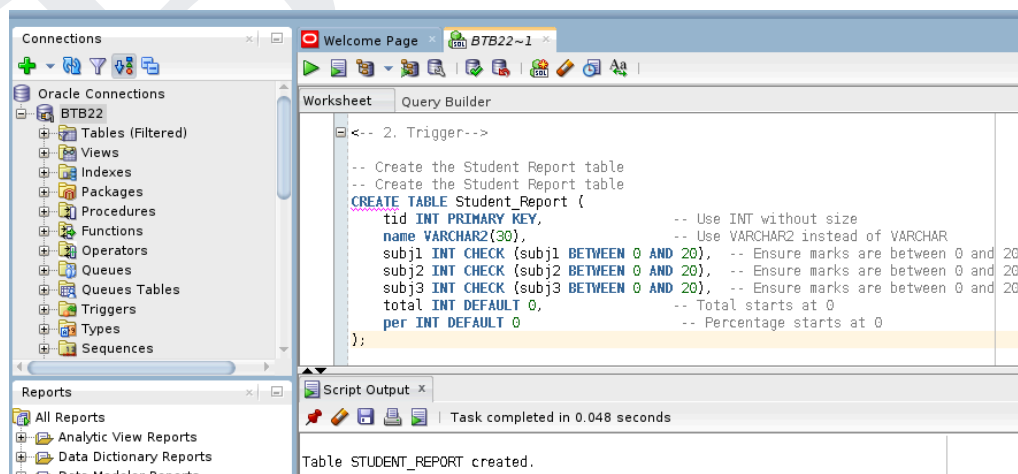 Connections
Oracle Connections
BTB22
Tables (Filtered)
Views
Indexes
Packages
Procedures
Functions
Operators
Queues
Queues Tables
Triggers
Types
Sequences
Reports
All Reports
Analytic View Reports
Data Dictionary Reports
Data Modeler Reports
Welcome Page
BTB22~1
Worksheet
Query Builder
<-- 2. Trigger-->
-- Create the Student Report table
-- Create the Student Report table
CREATE TABLE Student_Report (
tid INT PRIMARY KEY, -- Use INT without size
name VARCHAR2(30), -- Use VARCHAR2 instead of VARCHAR
subj1 INT CHECK (subj1 BETWEEN 0 AND 20), -- Ensure marks are between 0 and 20
subj2 INT CHECK (subj2 BETWEEN 0 AND 20), -- Ensure marks are between 0 and 20
subj3 INT CHECK (subj3 BETWEEN 0 AND 20), -- Ensure marks are between 0 and 20
total INT DEFAULT 0, -- Total starts at 0
per INT DEFAULT 0 -- Percentage starts at 0
);
Script Output
Task completed in 0.048 seconds
Table STUDENT_REPORT created.